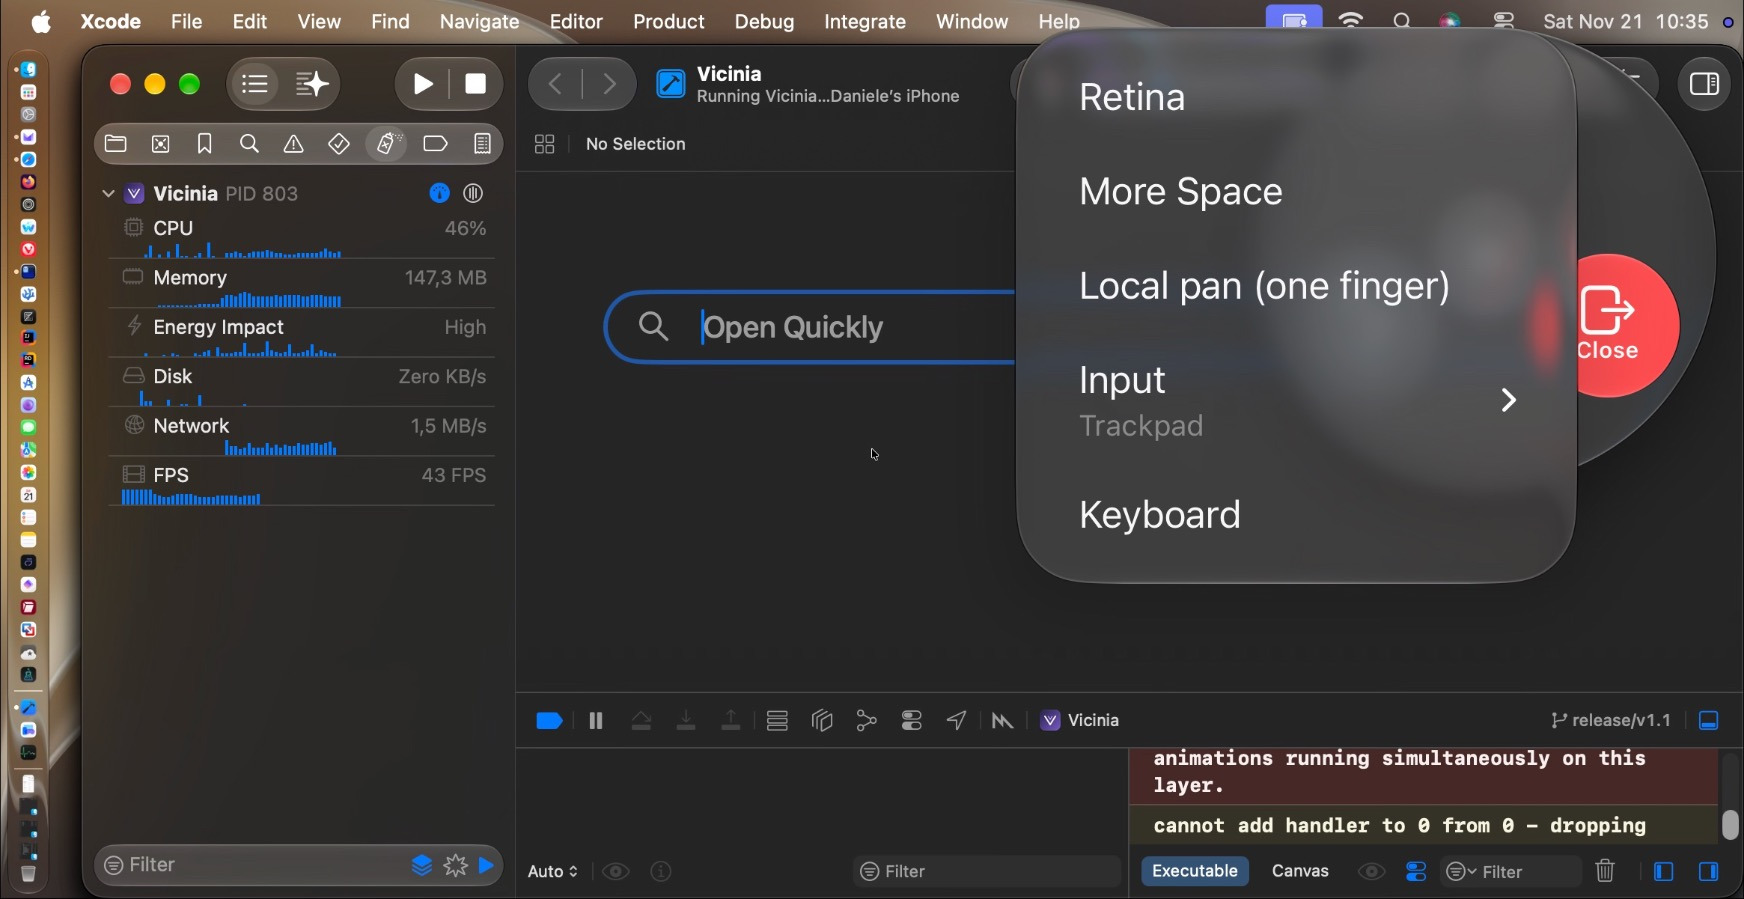 Xcode File Edit View Find Navigate Editor Product Debug Integrate Window Help Sat Nov 21 10:35
Vicinia
Running Vicinia...Daniele's iPhone
No Selection
Vicinia PID 803
CPU 46%
Memory 147,3 MB
Energy Impact High
Disk Zero KB/s
Network 1,5 MB/s
FPS 43 FPS
Open Quickly
Retina
More Space
Local pan (one finger)
Input
Trackpad
Keyboard
Close
Vicinia release/v1.1
animations running simultaneously on this
layer.
cannot add handler to 0 from 0 - dropping
Filter
Auto Filter
Executable Canvas Filter
21